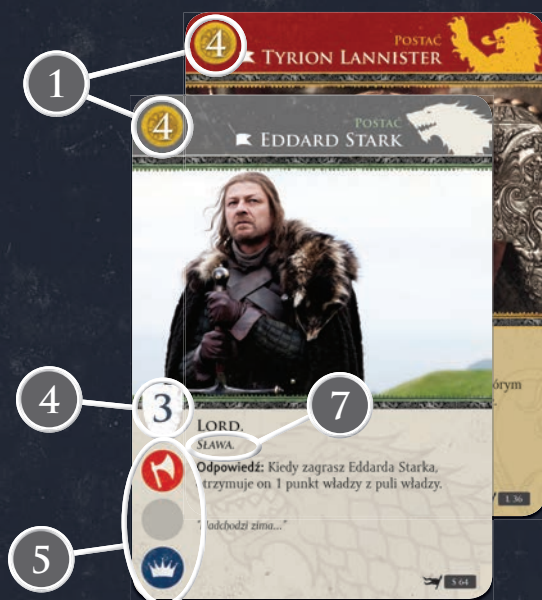 4
POSTAĆ
TYRION LANNISTER
1
4
POSTAĆ
EDDARD STARK
4
3
7
LORD.
SŁAWA.
Odpowiedź: Kiedy zagrasz Eddarda Starka,
otrzymuje on 1 punkt władzy z puli władzy.
"Nadchodzi zima..."
5
S 64
órym
L 36